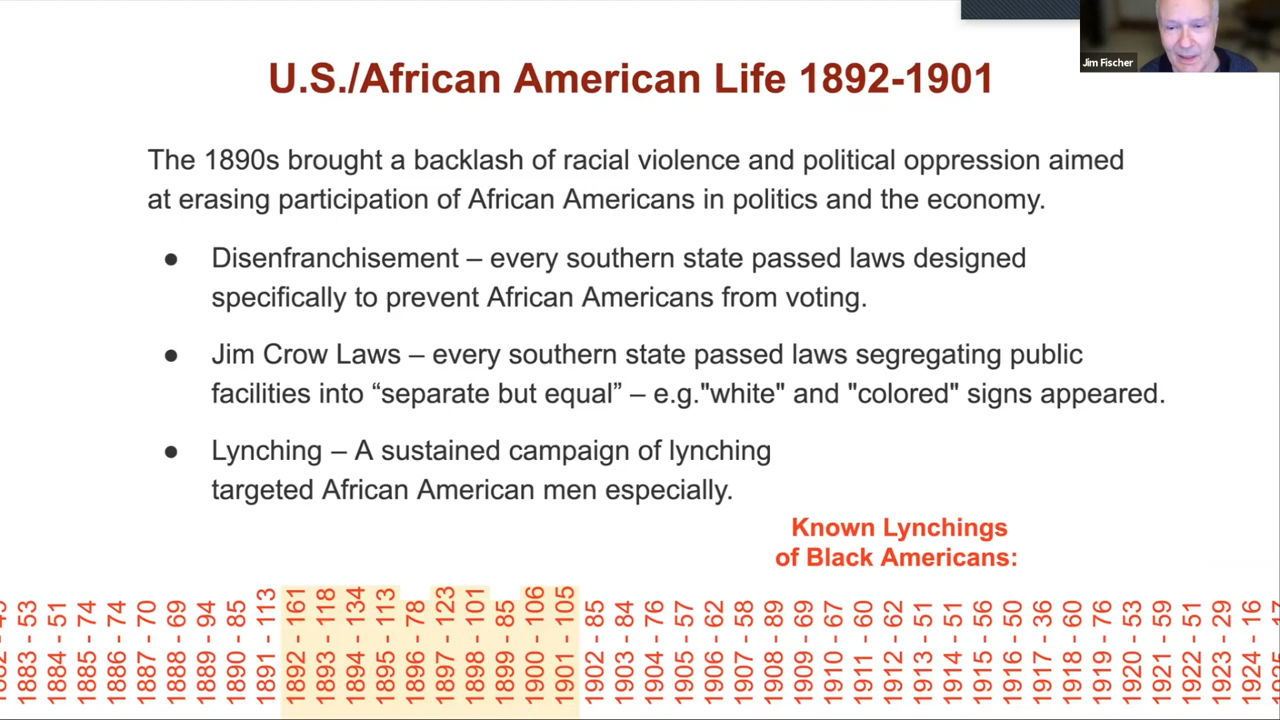 Jim Fischer
U.S./African American Life 1892-1901
The 1890s brought a backlash of racial violence and political oppression aimed
at erasing participation of African Americans in politics and the economy.
● Disenfranchisement – every southern state passed laws designed
specifically to prevent African Americans from voting.
● Jim Crow Laws – every southern state passed laws segregating public
facilities into “separate but equal” – e.g."white" and "colored" signs appeared.
● Lynching – A sustained campaign of lynching
targeted African American men especially.
Known Lynchings
of Black Americans:
1883 - 53
1884 - 51
1885 - 74
1886 - 74
1887 - 70
1888 - 69
1889 - 94
1890 - 85
1891 - 113
1892 - 161
1893 - 118
1894 - 134
1895 - 113
1896 - 78
1897 - 123
1898 - 101
1899 - 85
1900 - 106
1901 - 105
1902 - 85
1903 - 84
1904 - 76
1905 - 57
1906 - 62
1907 - 58
1908 - 89
1909 - 69
1910 - 67
1911 - 60
1912 - 62
1913 - 51
1914 - 51
1915 - 56
1916 - 50
1917 - 36
1918 - 60
1919 - 76
1920 - 53
1921 - 59
1922 - 51
1923 - 29
1924 - 16